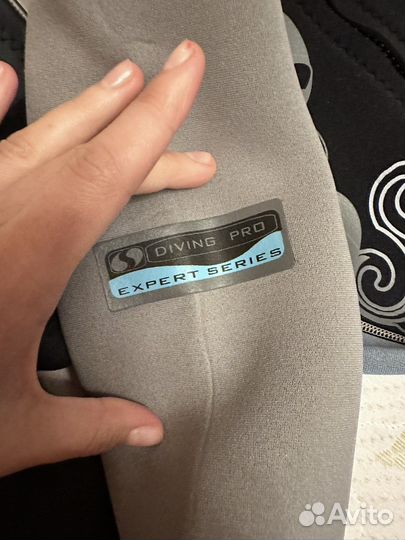 DIVING PRO
EXPERT SERIES
Avito